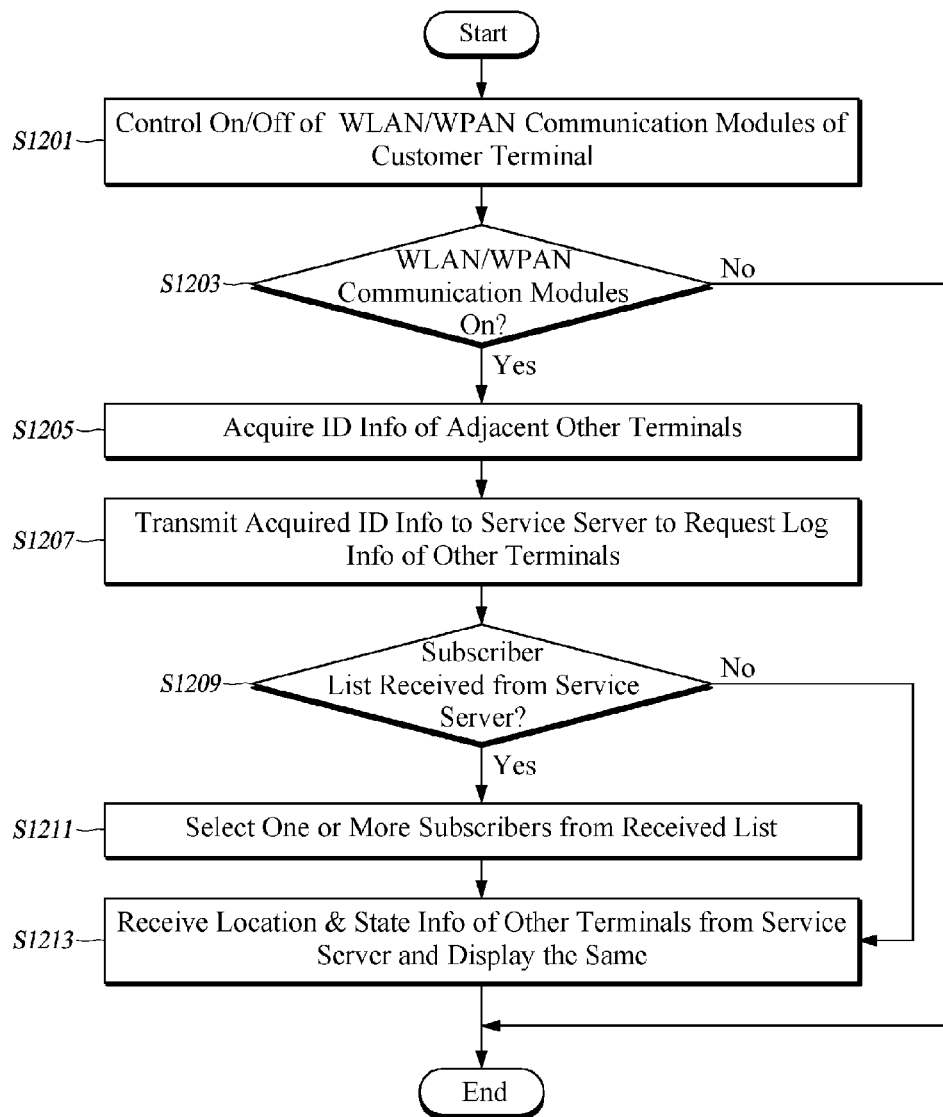 Start
S1201
Control On/Off of WLAN/WPAN Communication Modules of
Customer Terminal
S1203
WLAN/WPAN
Communication Modules
On?
No
Yes
S1205
Acquire ID Info of Adjacent Other Terminals
S1207
Transmit Acquired ID Info to Service Server to Request Log
Info of Other Terminals
S1209
Subscriber
List Received from Service
Server?
No
Yes
S1211
Select One or More Subscribers from Received List
S1213
Receive Location & State Info of Other Terminals from Service
Server and Display the Same
End